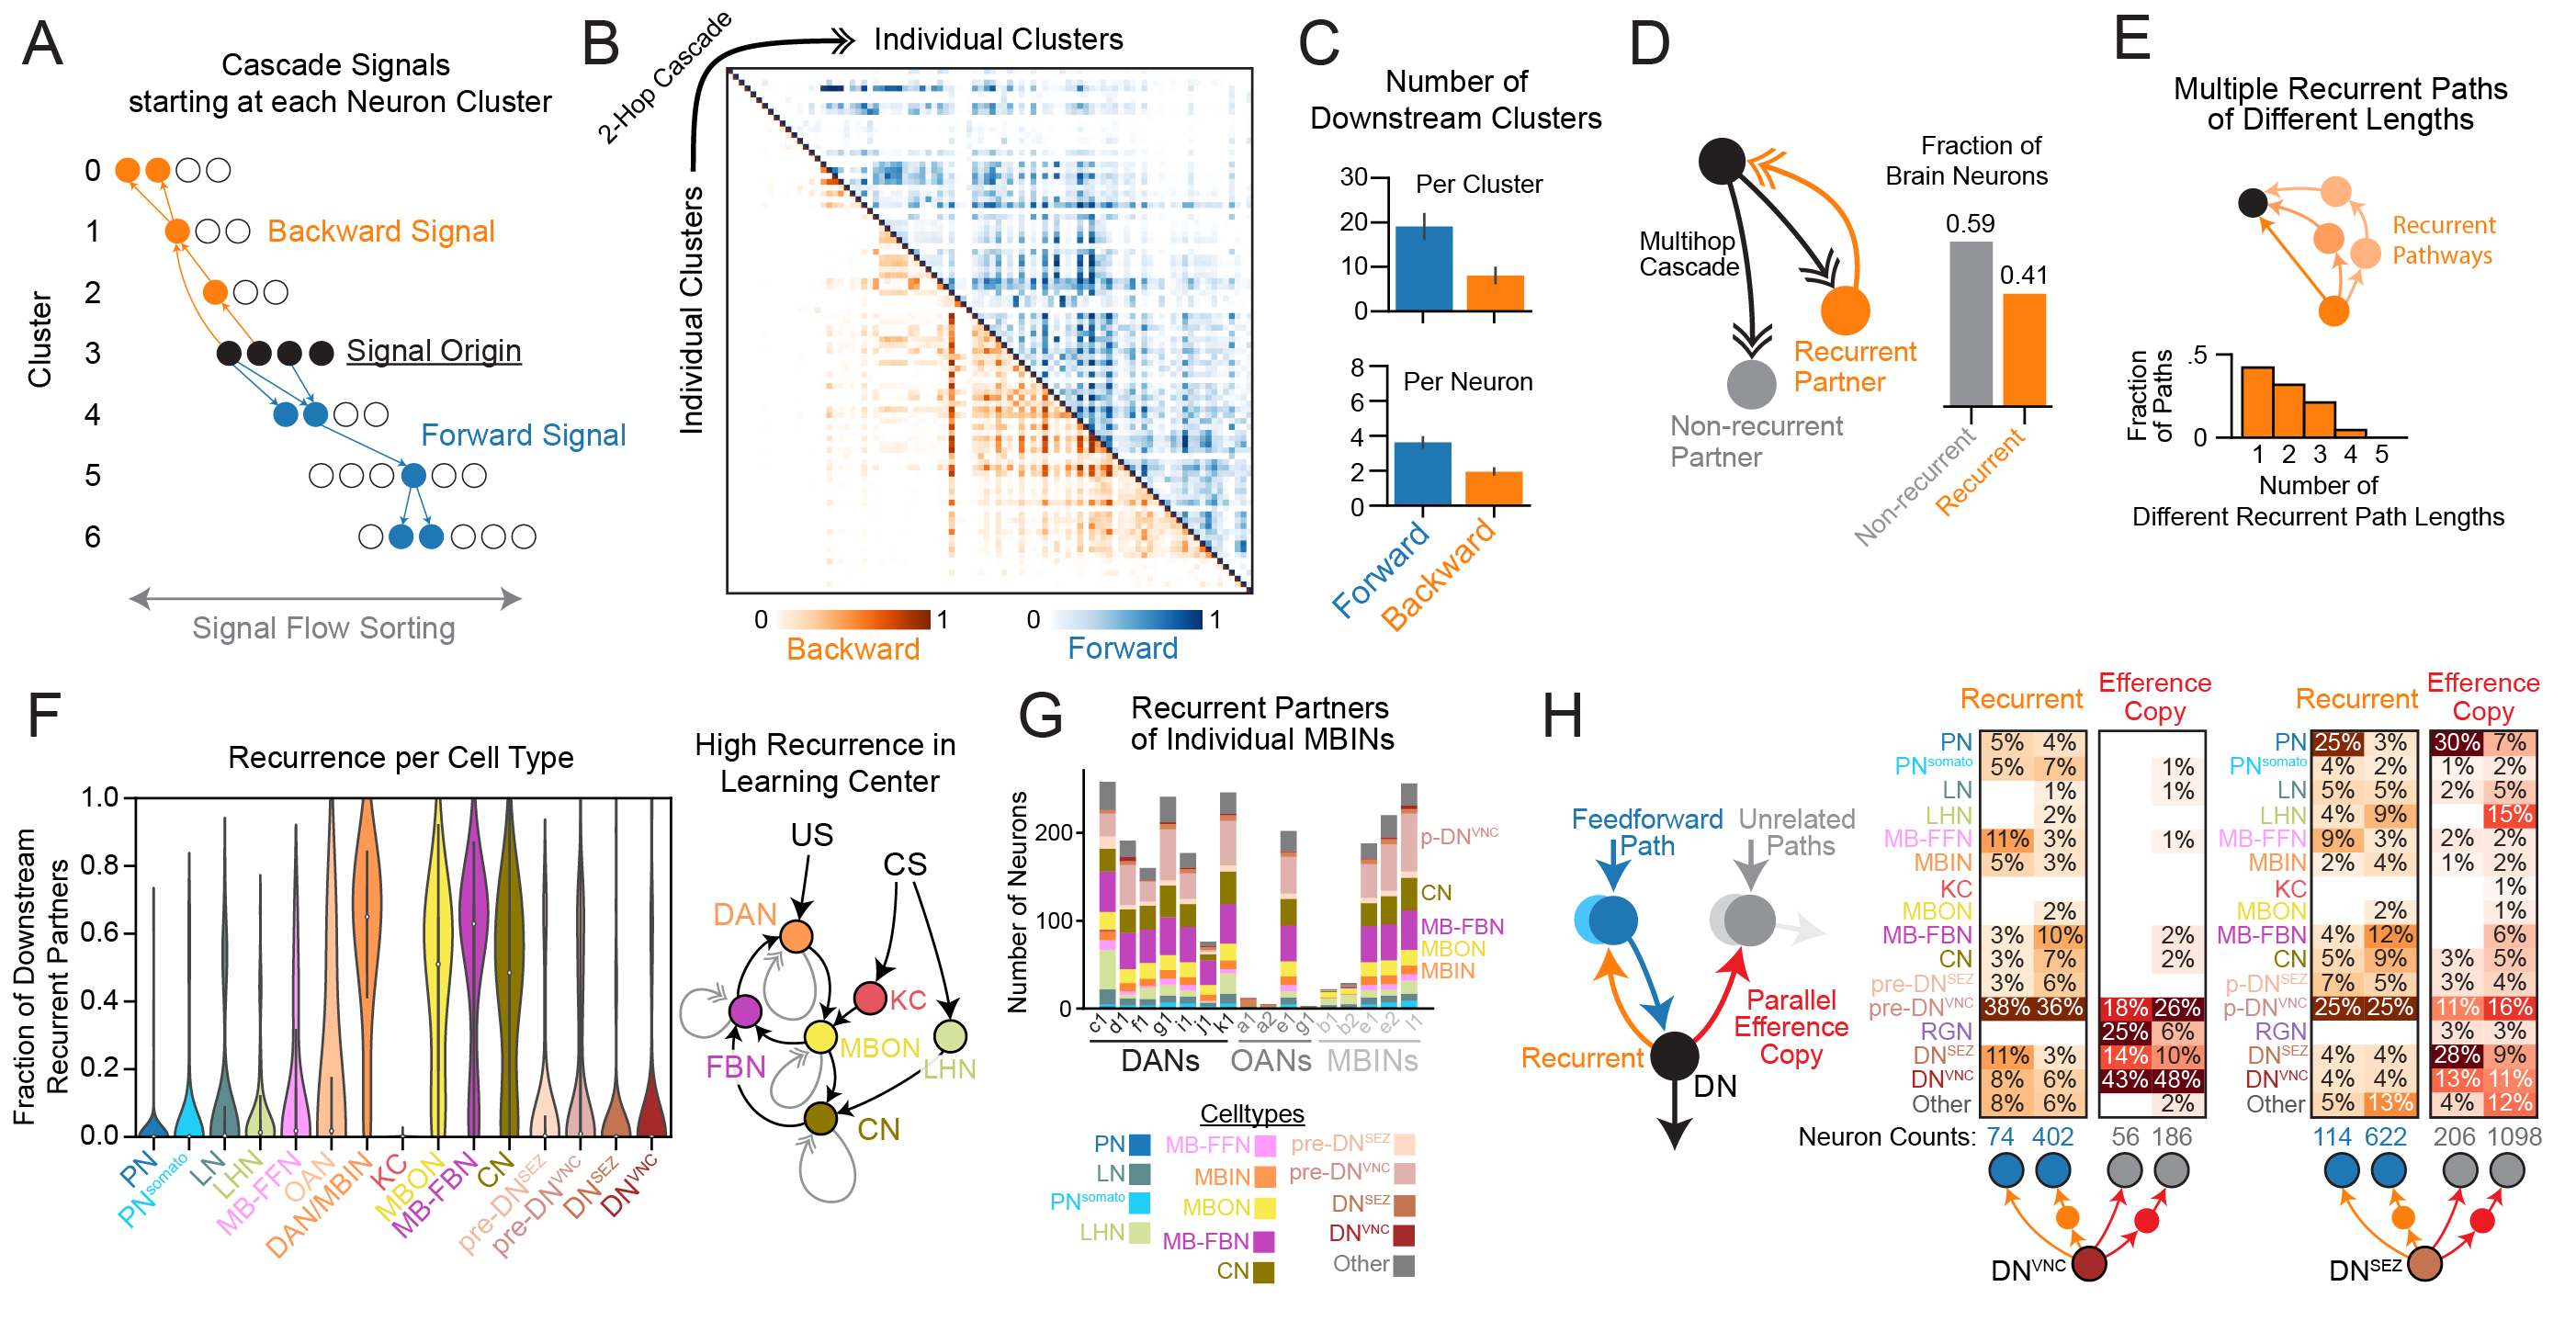 A
Cascade Signals
starting at each Neuron Cluster
Cluster
0
1
2
3
4
5
6
Backward Signal
Signal Origin
Forward Signal
Signal Flow Sorting
B
2-Hop Cascade
Individual Clusters
Individual Clusters
0 1
Backward
0 1
Forward
C
Number of
Downstream Clusters
Per Cluster
30
20
10
0
Per Neuron
8
6
4
2
0
Forward
Backward
D
Multihop
Cascade
Recurrent
Partner
Non-recurrent
Partner
Fraction of
Brain Neurons
0.59
0.41
Non-recurrent
Recurrent
E
Multiple Recurrent Paths
of Different Lengths
Recurrent
Pathways
Fraction
of Paths
.5
0
1 2 3 4 5
Number of
Different Recurrent Path Lengths
F
Recurrence per Cell Type
Fraction of Downstream
Recurrent Partners
1.0
0.8
0.6
0.4
0.2
0.0
PN
PNsomato
LN
LHN
MB-FFN
OAN
DAN/MBIN
KC
MBON
MB-FBN
CN
pre-DNSEZ
pre-DNVNC
DNSEZ
DNVNC
High Recurrence in
Learning Center
US
CS
DAN
KC
MBON
FBN
LHN
CN
G
Recurrent Partners
of Individual MBINs
Number of Neurons
200
100
0
p-DNVNC
CN
MB-FBN
MBON
MBIN
c1 d1 f1 g1 i1 j1 k1 a1 a2 e1 g1 b1 b2 e1 e2 l1
DANs OANs MBINs
Celltypes
PN
LN
PNsomato
LHN
MB-FFN
MBIN
MBON
MB-FBN
CN
pre-DNSEZ
pre-DNVNC
DNSEZ
DNVNC
Other
H
Feedforward
Path
Unrelated
Paths
Recurrent
Parallel
Efference
Copy
DN
Recurrent
Efference
Copy
PN 5% 4%
PNsomato 5% 7% 1%
LN 1% 1%
LHN 2%
MB-FFN 11% 3% 1%
MBIN 5% 3%
KC
MBON 2%
MB-FBN 3% 10% 2%
CN 3% 7% 2%
pre-DNSEZ 3% 6%
pre-DNVNC 38% 36% 18% 26%
RGN 25% 6%
DNSEZ 11% 3% 14% 10%
DNVNC 8% 6% 43% 48%
Other 8% 6% 2%
Neuron Counts: 74 402 56 186
DNVNC
Recurrent
Efference
Copy
PN 25% 3% 30% 7%
PNsomato 4% 2% 1% 2%
LN 5% 5% 2% 5%
LHN 4% 9% 15%
MB-FFN 9% 3% 2% 2%
MBIN 2% 4% 1% 2%
KC 1%
MBON 2% 1%
MB-FBN 4% 12% 6%
CN 5% 9% 3% 5%
p-DNSEZ 7% 5% 3% 4%
p-DNVNC 25% 25% 11% 16%
RGN 3% 3%
DNSEZ 4% 4% 28% 9%
DNVNC 4% 4% 13% 11%
Other 5% 13% 4% 12%
114 622 206 1098
DNSEZ